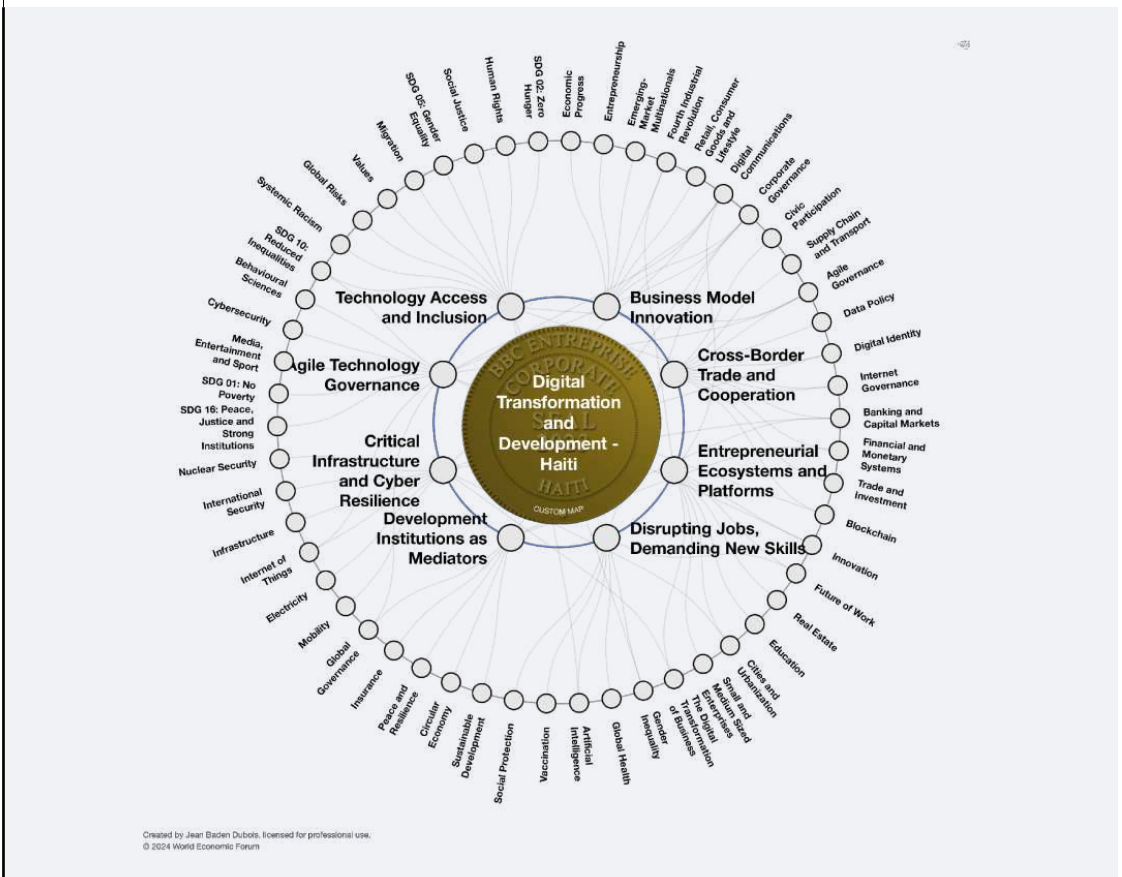 SDG 02: Zero
Hunger
Economic
Progress
Entrepreneurship
Emerging-
Market
Multinationals
Fourth Industrial
Revolution
Retail, Consumer
Goods and
Lifestyle
Digital
Communications
Corporate
Governance
Civic
Participation
Supply Chain
and Transport
Agile
Governance
Data Policy
Digital Identity
Internet
Governance
Banking and
Capital Markets
Financial and
Monetary
Systems
Trade and
Investment
Blockchain
Innovation
Future of Work
Real Estate
Education
Cities and
Urbanization
Small and
Medium Sized
Enterprises
The Digital
Transformation
of Business
Gender
Inequality
Global Health
Artificial
Intelligence
Vaccination
Social Protection
Sustainable
Development
Circular
Economy
Peace and
Resilience
Insurance
Global
Governance
Mobility
Electricity
Internet of
Things
Infrastructure
International
Security
Nuclear Security
SDG 16: Peace,
Justice and
Strong
Institutions
SDG 01: No
Poverty
Media,
Entertainment
and Sport
Cybersecurity
Behavioural
Sciences
SDG 10:
Reduced
Inequalities
Systemic Racism
Global Risks
Values
Migration
SDG 05: Gender
Equality
Social Justice
Human Rights
Technology Access
and Inclusion
Business Model
Innovation
Cross-Border
Trade and
Cooperation
Entrepreneurial
Ecosystems and
Platforms
Disrupting Jobs,
Demanding New Skills
Development
Institutions as
Mediators
Critical
Infrastructure
and Cyber
Resilience
Agile Technology
Governance
BBC ENTREPRISE
CORPORATE
SEAL
HAITI
Digital
Transformation
and
Development -
Haiti
CUSTOM MAP
Created by Jean Baden Dubois, licensed for professional use.
© 2024 World Economic Forum